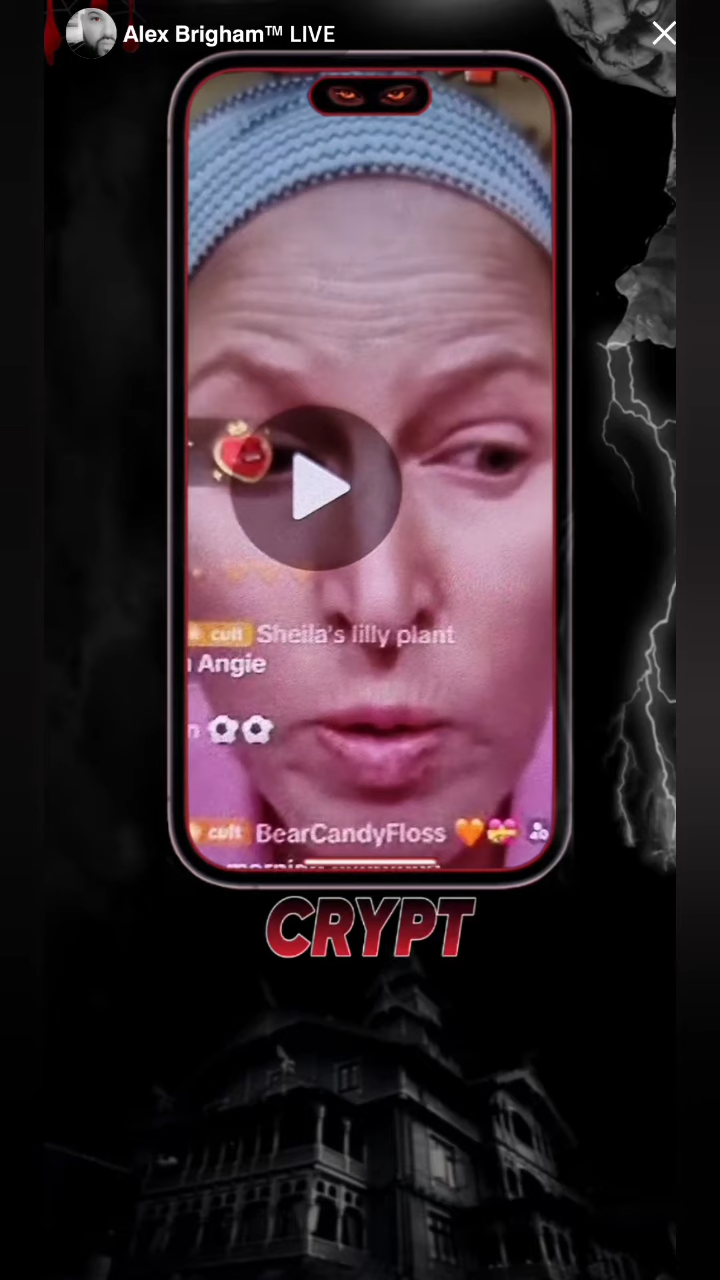 Alex Brigham™ LIVE
cult Sheila's lilly plant
Angie
n ⚽⚽
cult BearCandyFloss 🧡💝
CRYPT